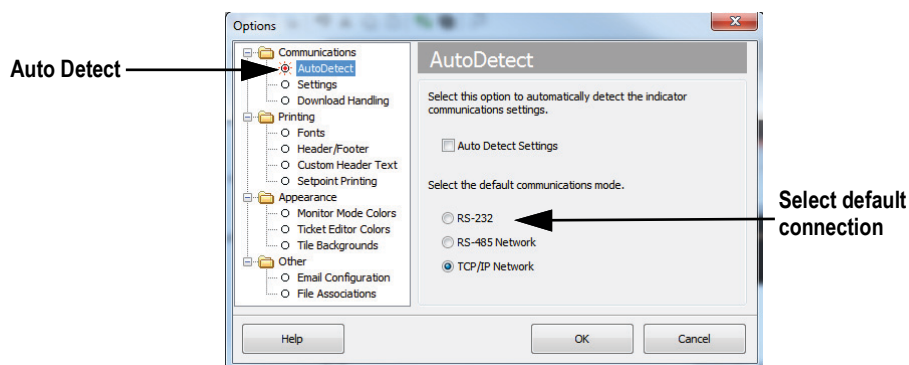 Options
Communications
AutoDetect
Settings
Download Handling
Printing
Fonts
Header/Footer
Custom Header Text
Setpoint Printing
Appearance
Monitor Mode Colors
Ticket Editor Colors
Tile Backgrounds
Other
Email Configuration
File Associations
AutoDetect
Select this option to automatically detect the indicator
communications settings.
Auto Detect Settings
Select the default communications mode.
RS-232
RS-485 Network
TCP/IP Network
Help
OK
Cancel
Auto Detect
Select default
connection